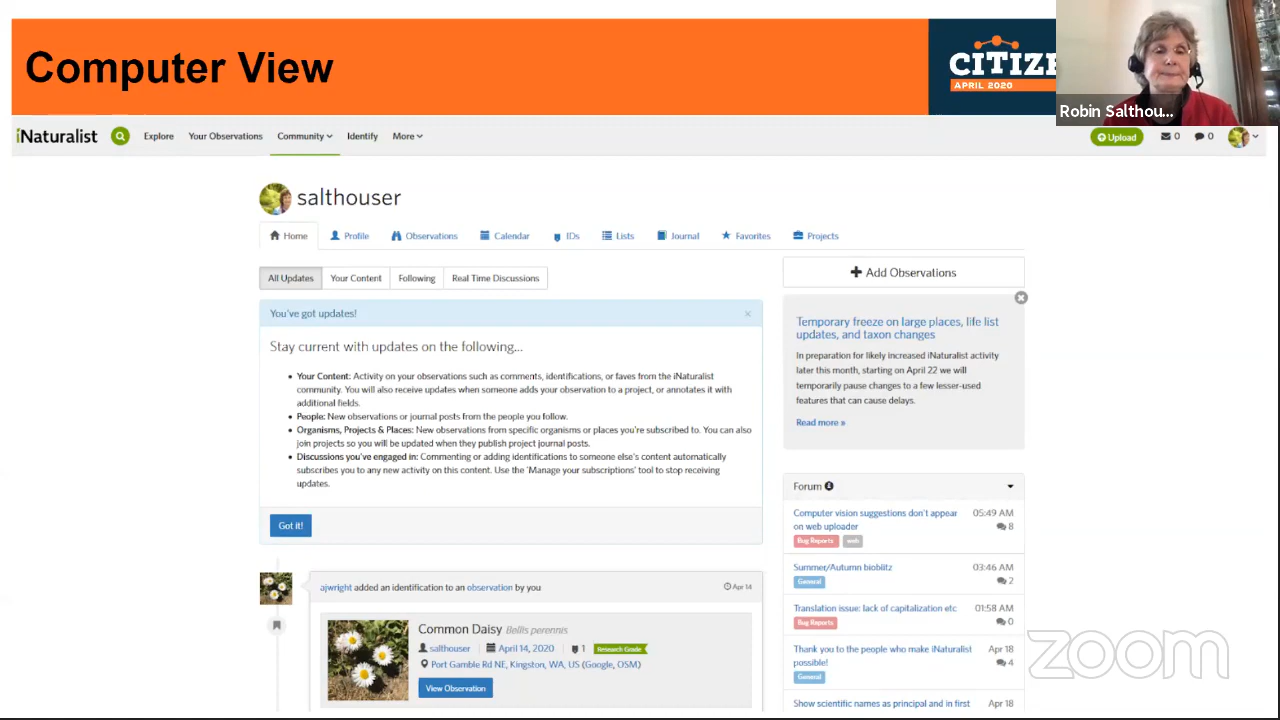 Computer View
CITIZE
APRIL 2020
Robin Salthou...
iNaturalist
Explore
Your Observations
Community
Identify
More
Upload
0
0
salthouser
Home
Profile
Observations
Calendar
IDs
Lists
Journal
Favorites
Projects
All Updates
Your Content
Following
Real Time Discussions
Add Observations
You've got updates!
Stay current with updates on the following...
Your Content: Activity on your observations such as comments, identifications, or faves from the iNaturalist
community. You will also receive updates when someone adds your observation to a project, or annotates it with
additional fields.
People: New observations or journal posts from the people you follow.
Organisms, Projects & Places: New observations from specific organisms or places you're subscribed to. You can also
join projects so you will be updated when they publish project journal posts.
Discussions you've engaged in: Commenting or adding identifications to someone else's content automatically
subscribes you to any new activity on this content. Use the 'Manage your subscriptions' tool to stop receiving
updates.
Got it!
Temporary freeze on large places, life list
updates, and taxon changes
In preparation for likely increased iNaturalist activity
later this month, starting on April 22 we will
temporarily pause changes to a few lesser-used
features that can cause delays.
Read more »
ajwright added an identification to an observation by you
Apr 14
Common Daisy Bellis perennis
salthouser
April 14, 2020
1
Research Grade
Port Gamble Rd NE, Kingston, WA, US (Google, OSM)
View Observation
Forum
Computer vision suggestions don't appear
on web uploader
05:49 AM
8
Bug Reports
web
Summer/Autumn bioblitz
03:46 AM
General
2
Translation issue: lack of capitalization etc
01:58 AM
Bug Reports
0
Thank you to the people who make iNaturalist
possible!
Apr 18
4
General
Show scientific names as principal and in first
Apr 18
zoom